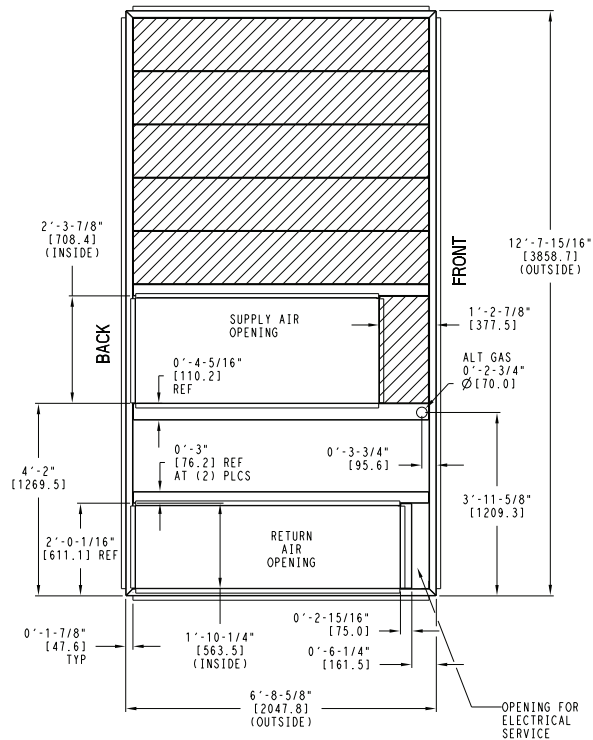 2´-3-7/8"
[708.4]
(INSIDE)
SUPPLY AIR
OPENING
BACK
FRONT
12´-7-15/16"
[3858.7]
(OUTSIDE)
1´-2-7/8"
[377.5]
ALT GAS
0´-2-3/4"
Ø[70.0]
0´-4-5/16"
[110.2]
REF
0´-3"
[76.2] REF
AT (2) PLCS
0´-3-3/4"
[95.6]
4´-2"
[1269.5]
3´-11-5/8"
[1209.3]
2´-0-1/16"
[611.1] REF
RETURN
AIR
OPENING
0´-1-7/8"
[47.6]
TYP
1´-10-1/4"
[563.5]
(INSIDE)
0´-2-15/16"
[75.0]
0´-6-1/4"
[161.5]
6´-8-5/8"
[2047.8]
(OUTSIDE)
OPENING FOR
ELECTRICAL
SERVICE